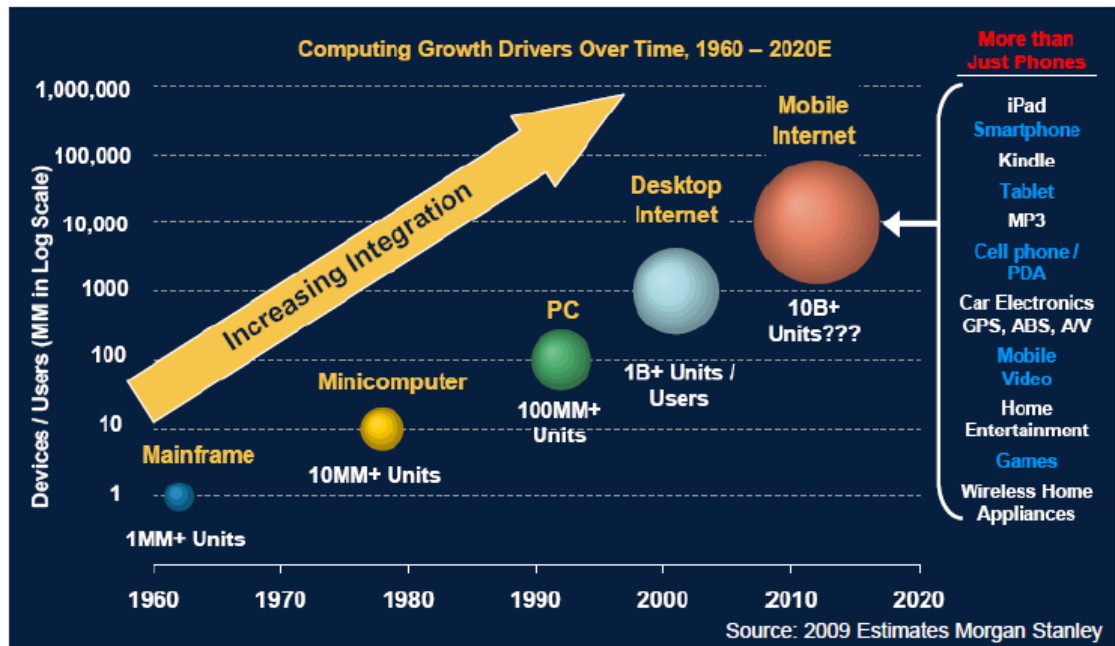 Computing Growth Drivers Over Time, 1960 – 2020E
More than
Just Phones
Devices / Users (MM in Log Scale)
1,000,000
100,000
10,000
1000
100
10
1
Increasing Integration
Mainframe
1MM+ Units
Minicomputer
10MM+ Units
PC
100MM+
Units
Desktop
Internet
1B+ Units /
Users
Mobile
Internet
10B+
Units???
iPad
Smartphone
Kindle
Tablet
MP3
Cell phone /
PDA
Car Electronics
GPS, ABS, A/V
Mobile
Video
Home
Entertainment
Games
Wireless Home
Appliances
1960
1970
1980
1990
2000
2010
2020
Source: 2009 Estimates Morgan Stanley